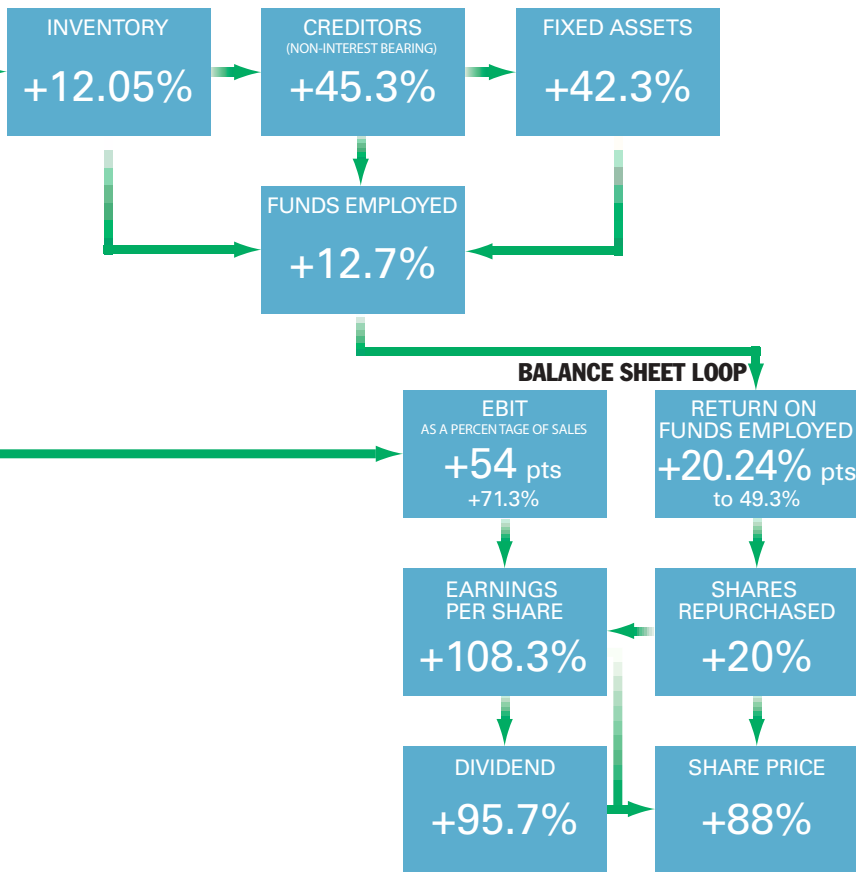 INVENTORY
+12.05%
CREDITORS
(NON-INTEREST BEARING)
+45.3%
FIXED ASSETS
+42.3%
FUNDS EMPLOYED
+12.7%
BALANCE SHEET LOOP
EBIT
AS A PERCENTAGE OF SALES
+54 pts
+71.3%
RETURN ON
FUNDS EMPLOYED
+20.24% pts
to 49.3%
EARNINGS
PER SHARE
+108.3%
SHARES
REPURCHASED
+20%
DIVIDEND
+95.7%
SHARE PRICE
+88%